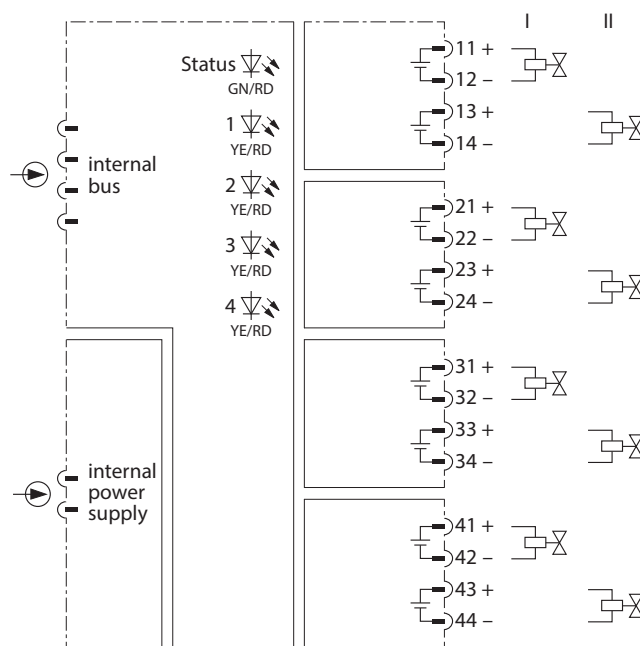 I II
Status
GN/RD
1
YE/RD
2
YE/RD
3
YE/RD
4
YE/RD
internal
bus
internal
power
supply
11 +
12 –
13 +
14 –
21 +
22 –
23 +
24 –
31 +
32 –
33 +
34 –
41 +
42 –
43 +
44 –